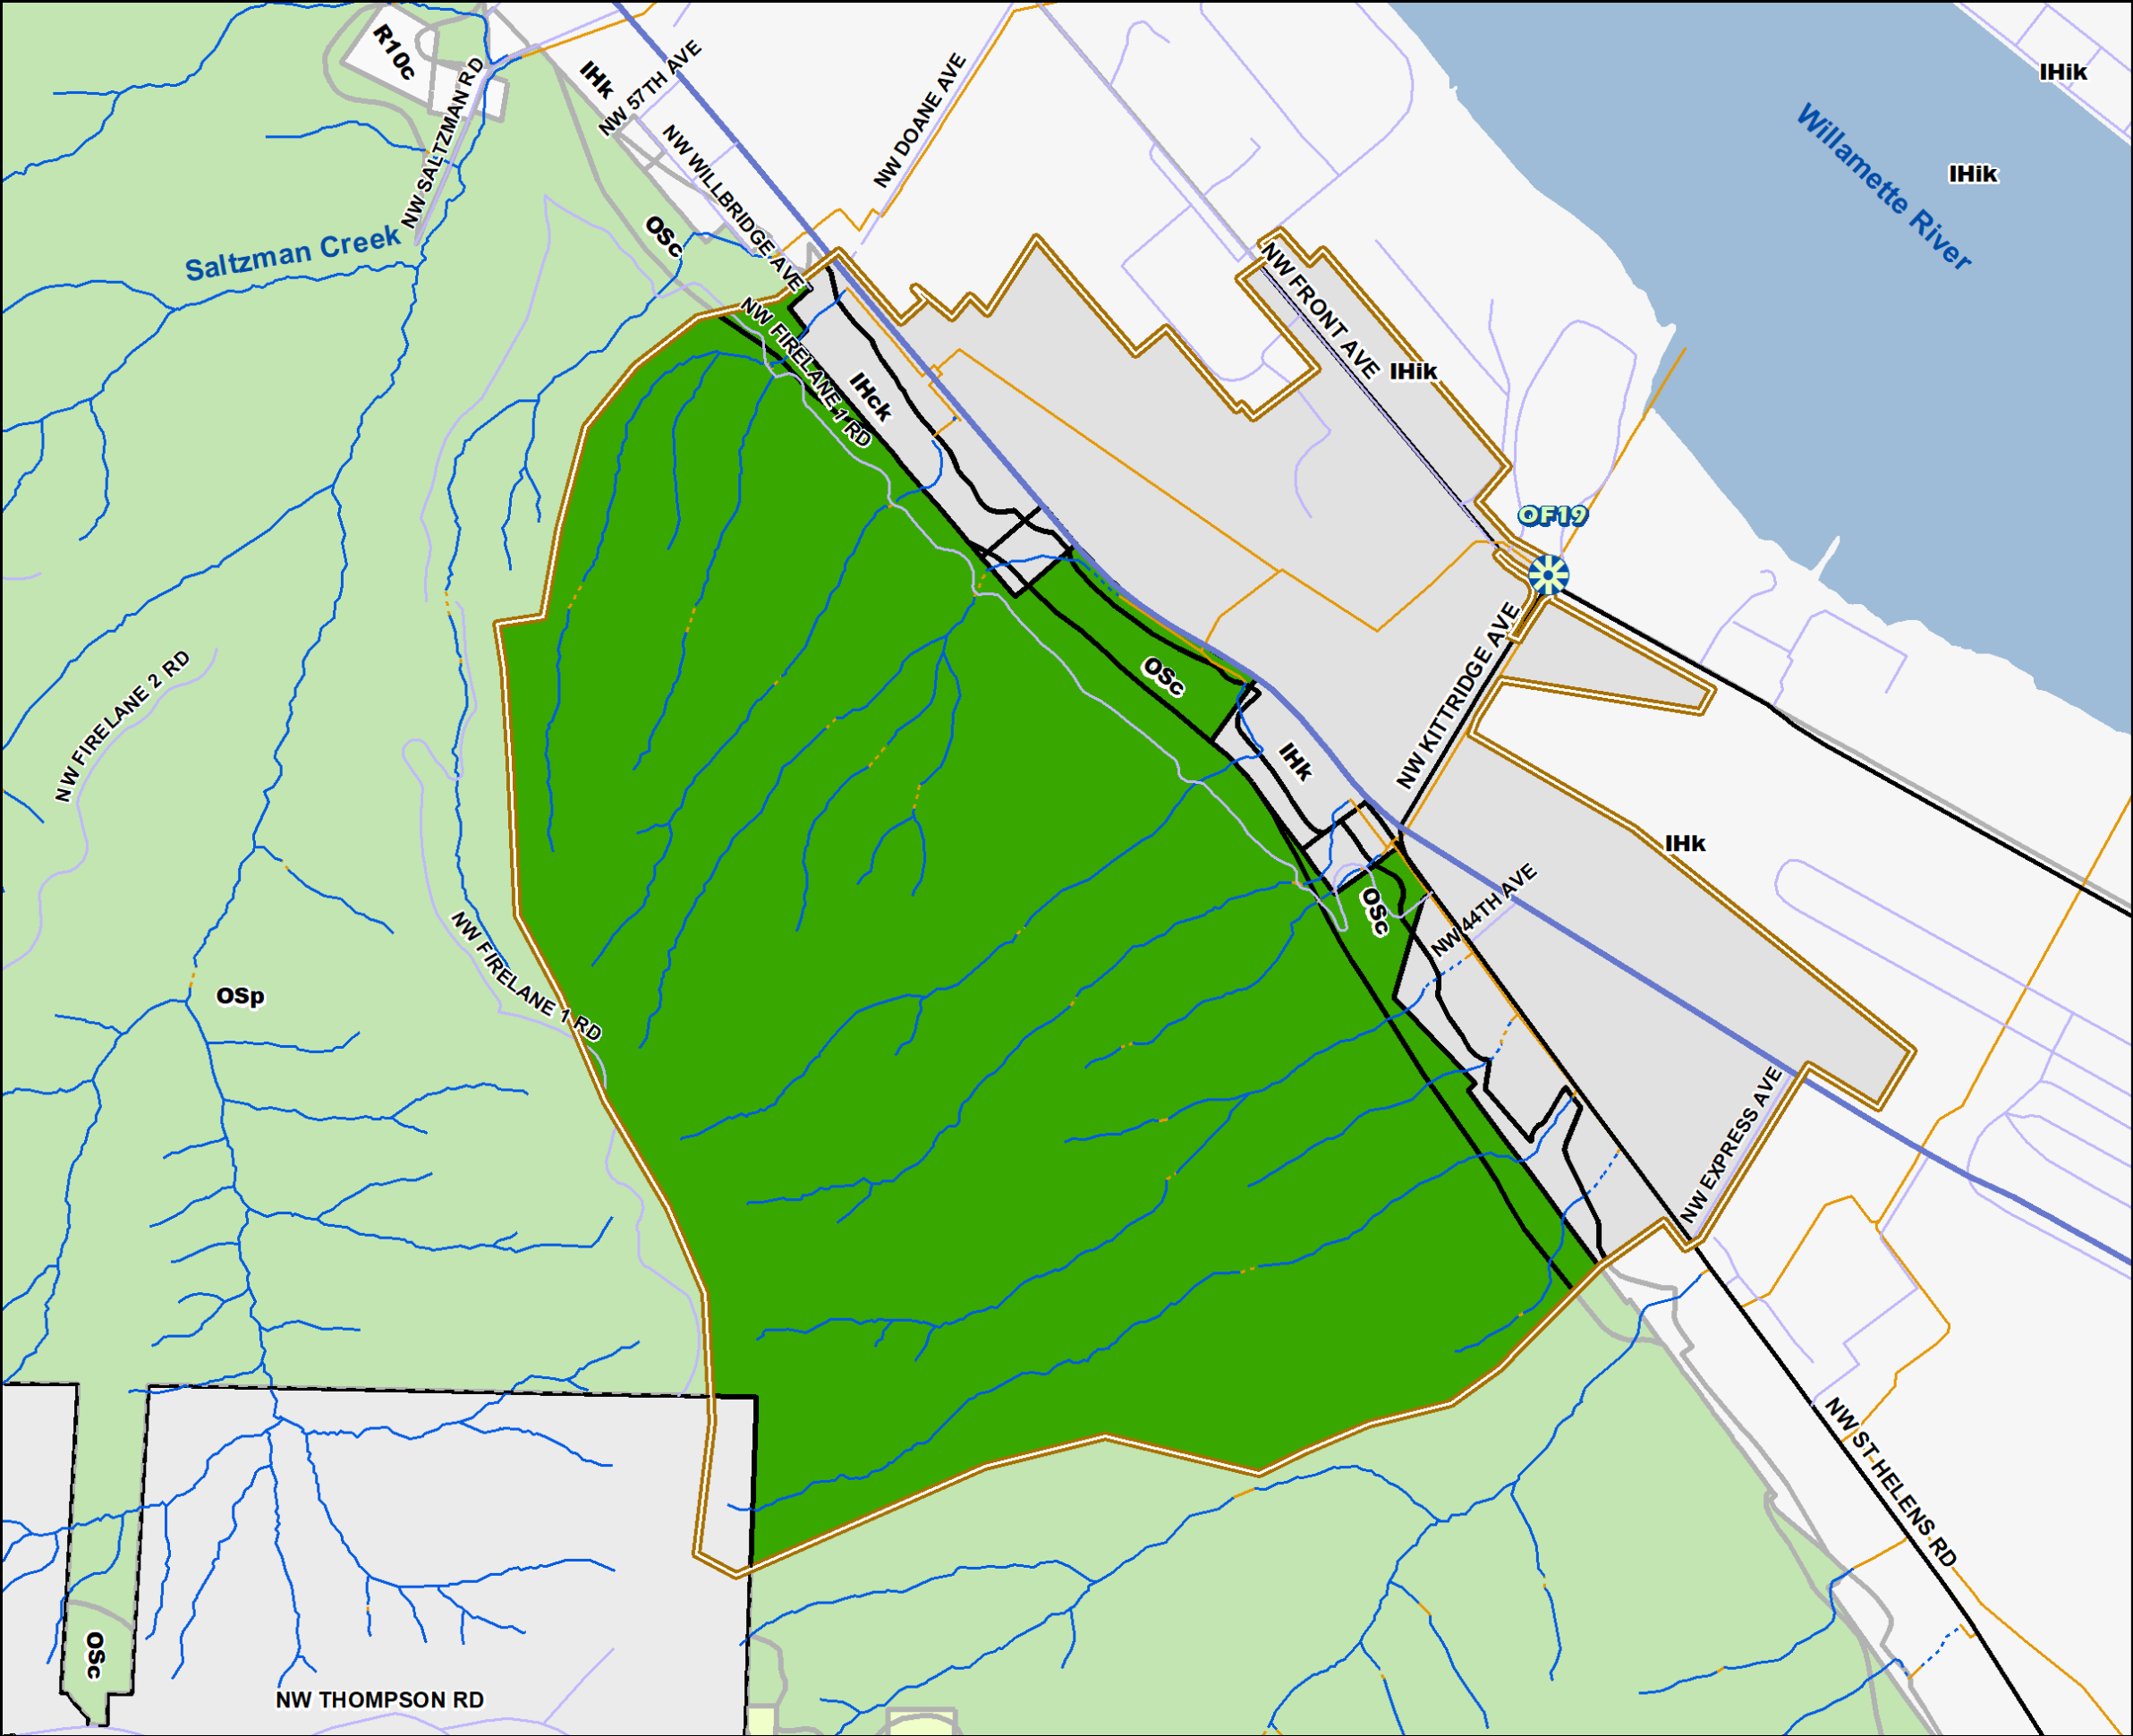 R10c
IHk
NW 57TH AVE
IHik
NW SALTZMAN RD
NW WILLBRIDGE AVE
NW DOANE AVE
Willamette River
IHik
OSc
Saltzman Creek
NW FRONT AVE
NW FIRELANE 1 RD
IHck
IHik
OF19
NW FIRELANE 2 RD
OSc
NW KITTRIDGE AVE
IHk
IHk
OSc
NW 44TH AVE
NW FIRELANE 1 RD
OSp
NW EXPRESS AVE
NW ST HELENS RD
OSc
NW THOMPSON RD